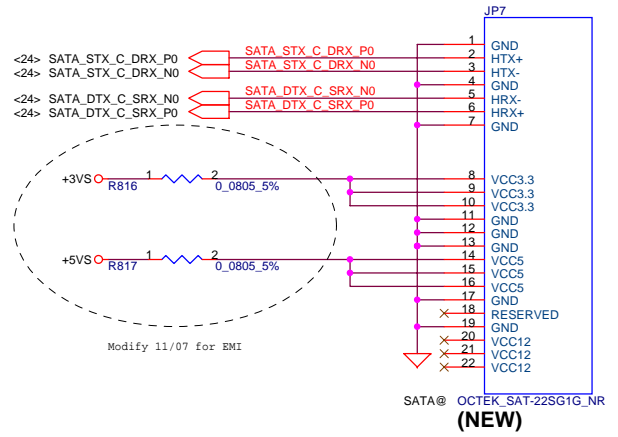 JP7
<24> SATA_STX_C_DRX_P0 SATA_STX_C_DRX_P0
<24> SATA_STX_C_DRX_N0 SATA_STX_C_DRX_N0
<24> SATA_DTX_C_SRX_N0 SATA_DTX_C_SRX_N0
<24> SATA_DTX_C_SRX_P0 SATA_DTX_C_SRX_P0
1 GND
2 HTX+
3 HTX-
4 GND
5 HRX-
6 HRX+
7 GND
+3VS R816 1 2 0_0805_5%
8 VCC3.3
9 VCC3.3
10 VCC3.3
11 GND
12 GND
13 GND
+5VS R817 1 2 0_0805_5%
14 VCC5
15 VCC5
16 VCC5
17 GND
18 RESERVED
19 GND
20 VCC12
21 VCC12
22 VCC12
Modify 11/07 for EMI
SATA@ OCTEK_SAT-22SG1G_NR
(NEW)